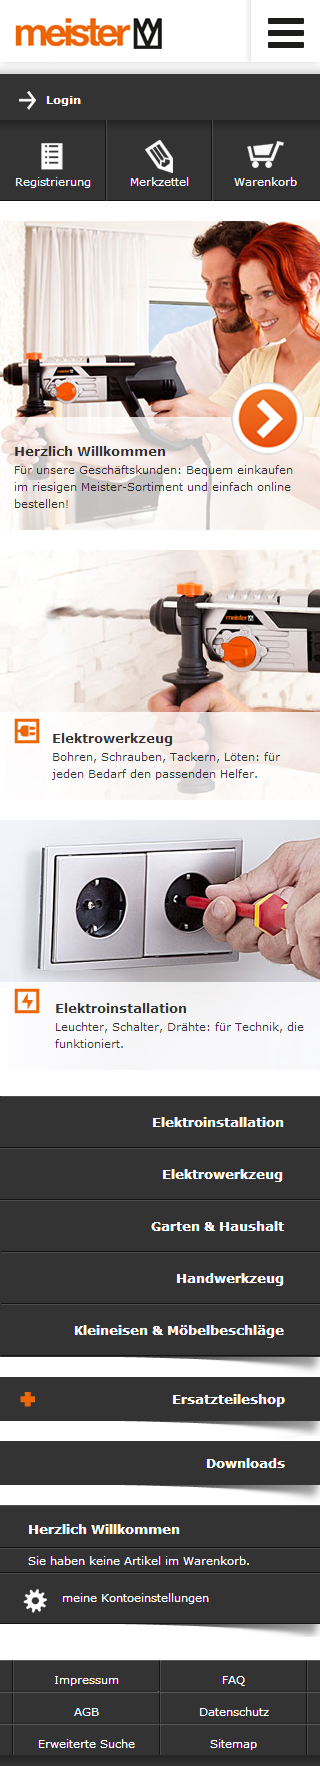 meister
Login
Registrierung
Merkzettel
Warenkorb
meister
Herzlich Willkommen
Für unsere Geschäftskunden: Bequem einkaufen
im riesigen Meister-Sortiment und einfach online
bestellen!
meister
Elektrowerkzeug
Bohren, Schrauben, Tackern, Löten: für
jeden Bedarf den passenden Helfer.
Elektroinstallation
Leuchter, Schalter, Drähte: für Technik, die
funktioniert.
Elektroinstallation
Elektrowerkzeug
Garten & Haushalt
Handwerkzeug
Kleineisen & Möbelbeschläge
Ersatzteileshop
Downloads
Herzlich Willkommen
Sie haben keine Artikel im Warenkorb.
meine Kontoeinstellungen
Impressum
FAQ
AGB
Datenschutz
Erweiterte Suche
Sitemap